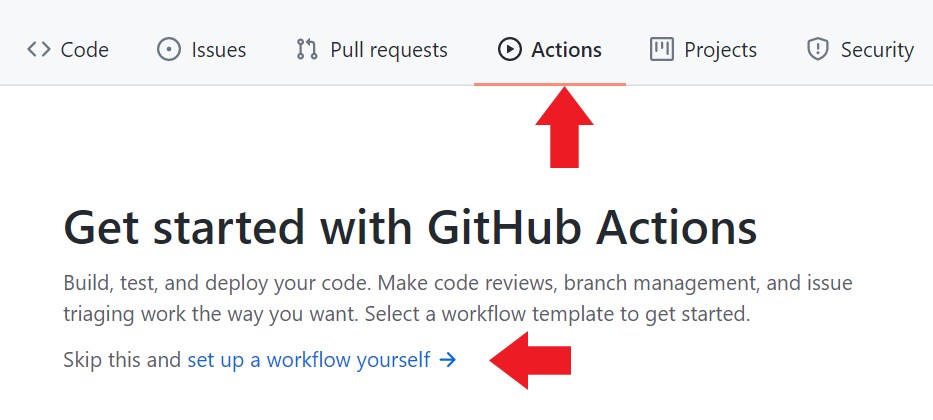 Code Issues Pull requests Actions Projects Security
Get started with GitHub Actions
Build, test, and deploy your code. Make code reviews, branch management, and issue
triaging work the way you want. Select a workflow template to get started.
Skip this and set up a workflow yourself →